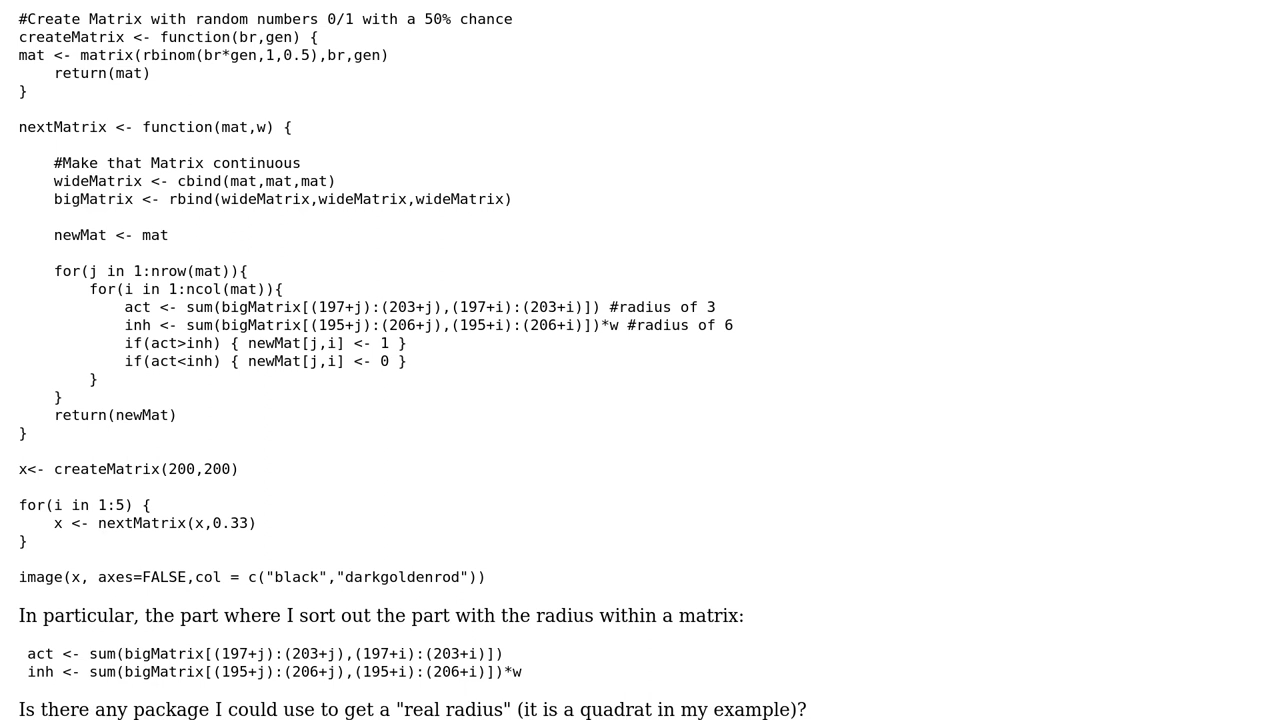 #Create Matrix with random numbers 0/1 with a 50% chance
createMatrix <- function(br,gen) {
mat <- matrix(rbinom(br*gen,1,0.5),br,gen)
    return(mat)
}

nextMatrix <- function(mat,w) {

    #Make that Matrix continuous
    wideMatrix <- cbind(mat,mat,mat)
    bigMatrix <- rbind(wideMatrix,wideMatrix,wideMatrix)

    newMat <- mat

    for(j in 1:nrow(mat)){
        for(i in 1:ncol(mat)){
            act <- sum(bigMatrix[(197+j):(203+j),(197+i):(203+i)]) #radius of 3
            inh <- sum(bigMatrix[(195+j):(206+j),(195+i):(206+i)])*w #radius of 6
            if(act>inh) { newMat[j,i] <- 1 }
            if(act<inh) { newMat[j,i] <- 0 }
        }
    }
    return(newMat)
}

x<- createMatrix(200,200)

for(i in 1:5) {
    x <- nextMatrix(x,0.33)
}

image(x, axes=FALSE,col = c("black","darkgoldenrod"))
In particular, the part where I sort out the part with the radius within a matrix:
 act <- sum(bigMatrix[(197+j):(203+j),(197+i):(203+i)])
 inh <- sum(bigMatrix[(195+j):(206+j),(195+i):(206+i)])*w
Is there any package I could use to get a "real radius" (it is a quadrat in my example)?